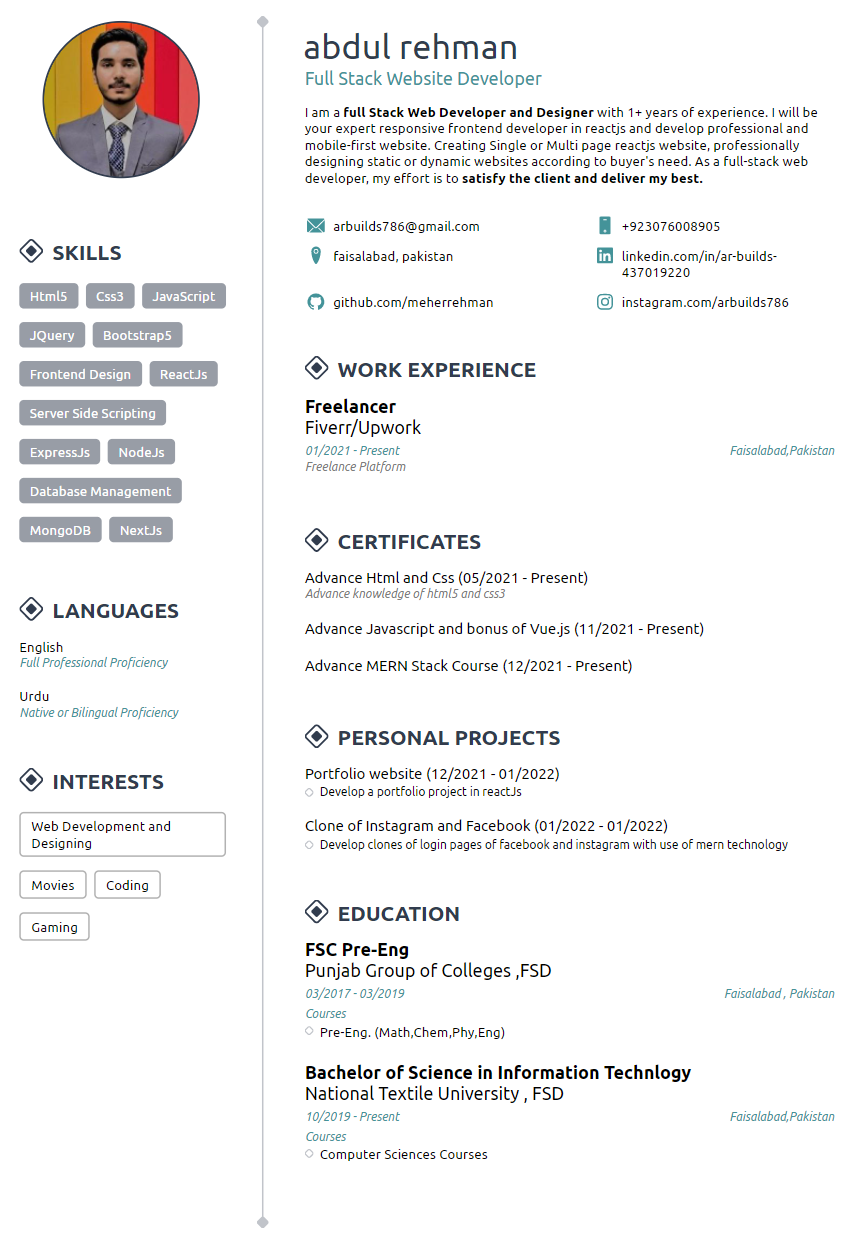 abdul rehman
Full Stack Website Developer
I am a full Stack Web Developer and Designer with 1+ years of experience. I will be
your expert responsive frontend developer in reactjs and develop professional and
mobile-first website. Creating Single or Multi page reactjs website, professionally
designing static or dynamic websites according to buyer's need. As a full-stack web
developer, my effort is to satisfy the client and deliver my best.
arbuilds786@gmail.com
+923076008905
faisalabad, pakistan
linkedin.com/in/ar-builds-
437019220
github.com/meherrehman
instagram.com/arbuilds786
SKILLS
Html5 Css3 JavaScript
JQuery Bootstrap5
Frontend Design ReactJs
Server Side Scripting
ExpressJs NodeJs
Database Management
MongoDB NextJs
LANGUAGES
English
Full Professional Proficiency
Urdu
Native or Bilingual Proficiency
INTERESTS
Web Development and
Designing
Movies Coding
Gaming
WORK EXPERIENCE
Freelancer
Fiverr/Upwork
01/2021 - Present Faisalabad,Pakistan
Freelance Platform
CERTIFICATES
Advance Html and Css (05/2021 - Present)
Advance knowledge of html5 and css3
Advance Javascript and bonus of Vue.js (11/2021 - Present)
Advance MERN Stack Course (12/2021 - Present)
PERSONAL PROJECTS
Portfolio website (12/2021 - 01/2022)
Develop a portfolio project in reactJs
Clone of Instagram and Facebook (01/2022 - 01/2022)
Develop clones of login pages of facebook and instagram with use of mern technology
EDUCATION
FSC Pre-Eng
Punjab Group of Colleges ,FSD
03/2017 - 03/2019 Faisalabad , Pakistan
Courses
Pre-Eng. (Math,Chem,Phy,Eng)
Bachelor of Science in Information Technlogy
National Textile University , FSD
10/2019 - Present Faisalabad,Pakistan
Courses
Computer Sciences Courses